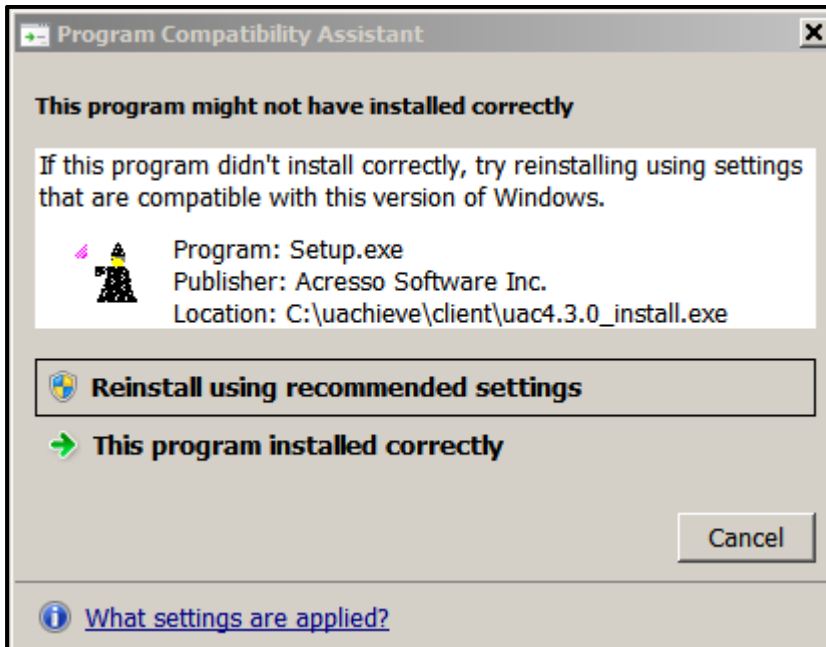 Program Compatibility Assistant
This program might not have installed correctly
If this program didn't install correctly, try reinstalling using settings
that are compatible with this version of Windows.
Program: Setup.exe
Publisher: Acresso Software Inc.
Location: C:\uachieve\client\uac4.3.0_install.exe
Reinstall using recommended settings
This program installed correctly
Cancel
What settings are applied?